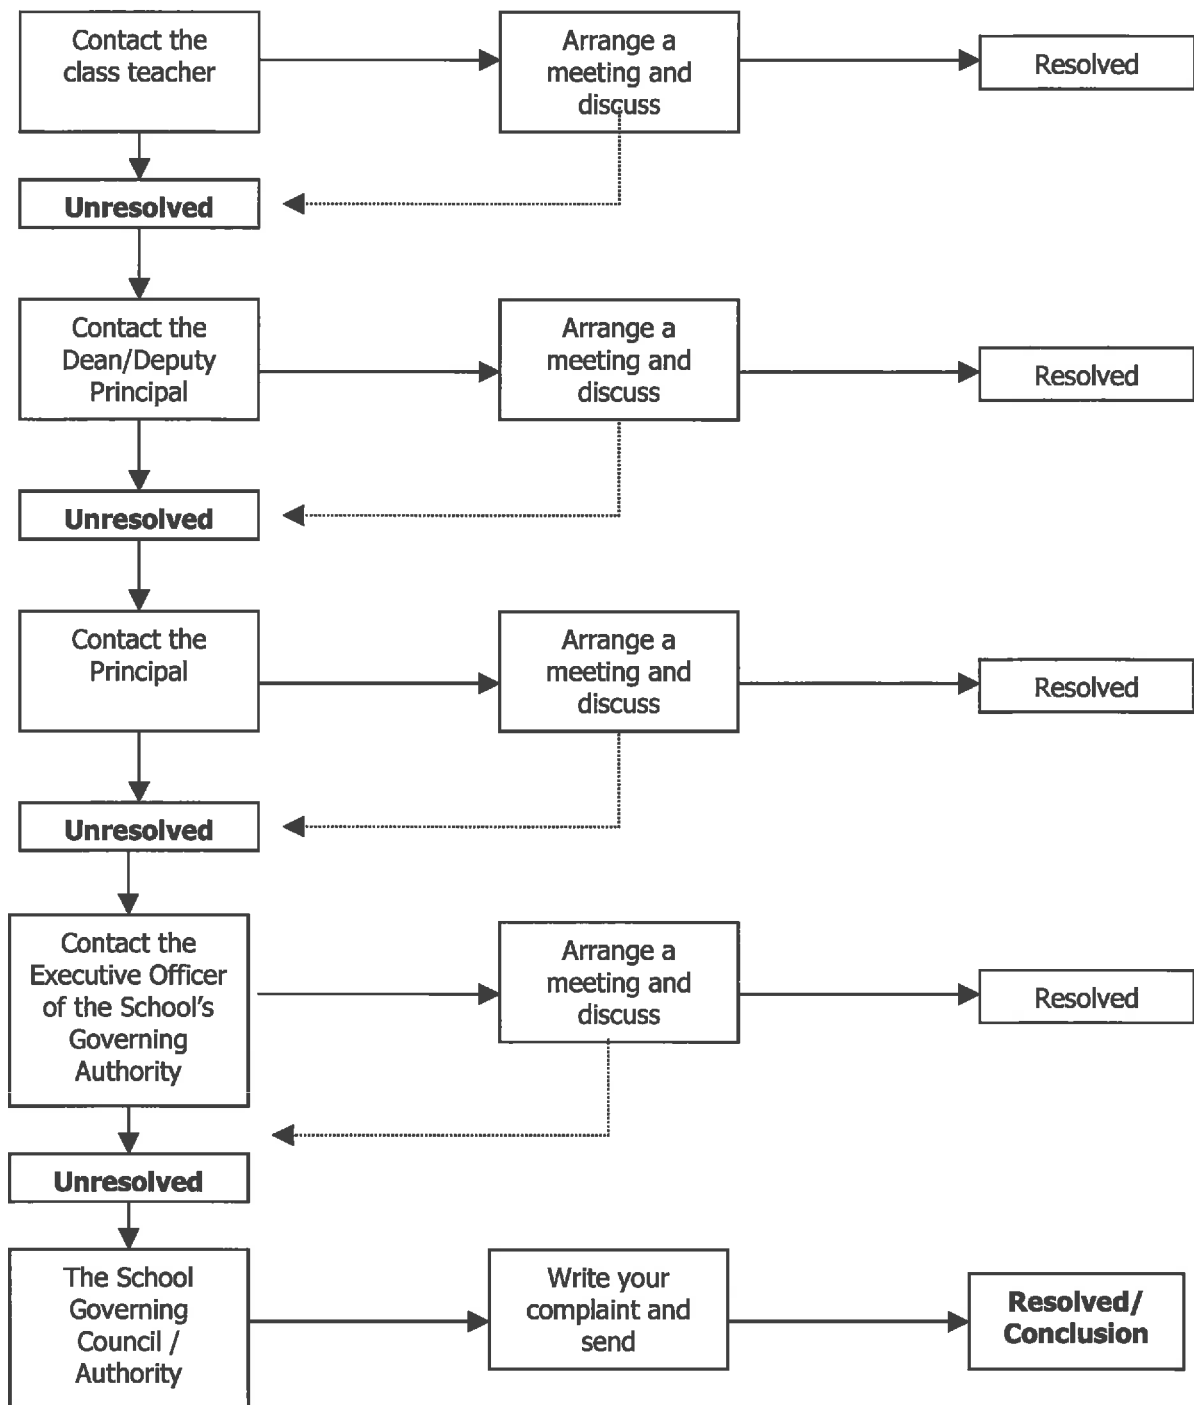 Contact the
class teacher
Arrange a
meeting and
discuss
Resolved
Unresolved
Contact the
Dean/Deputy
Principal
Arrange a
meeting and
discuss
Resolved
Unresolved
Contact the
Principal
Arrange a
meeting and
discuss
Resolved
Unresolved
Contact the
Executive Officer
of the School's
Governing
Authority
Arrange a
meeting and
discuss
Resolved
Unresolved
The School
Governing
Council /
Authority
Write your
complaint and
send
Resolved/
Conclusion